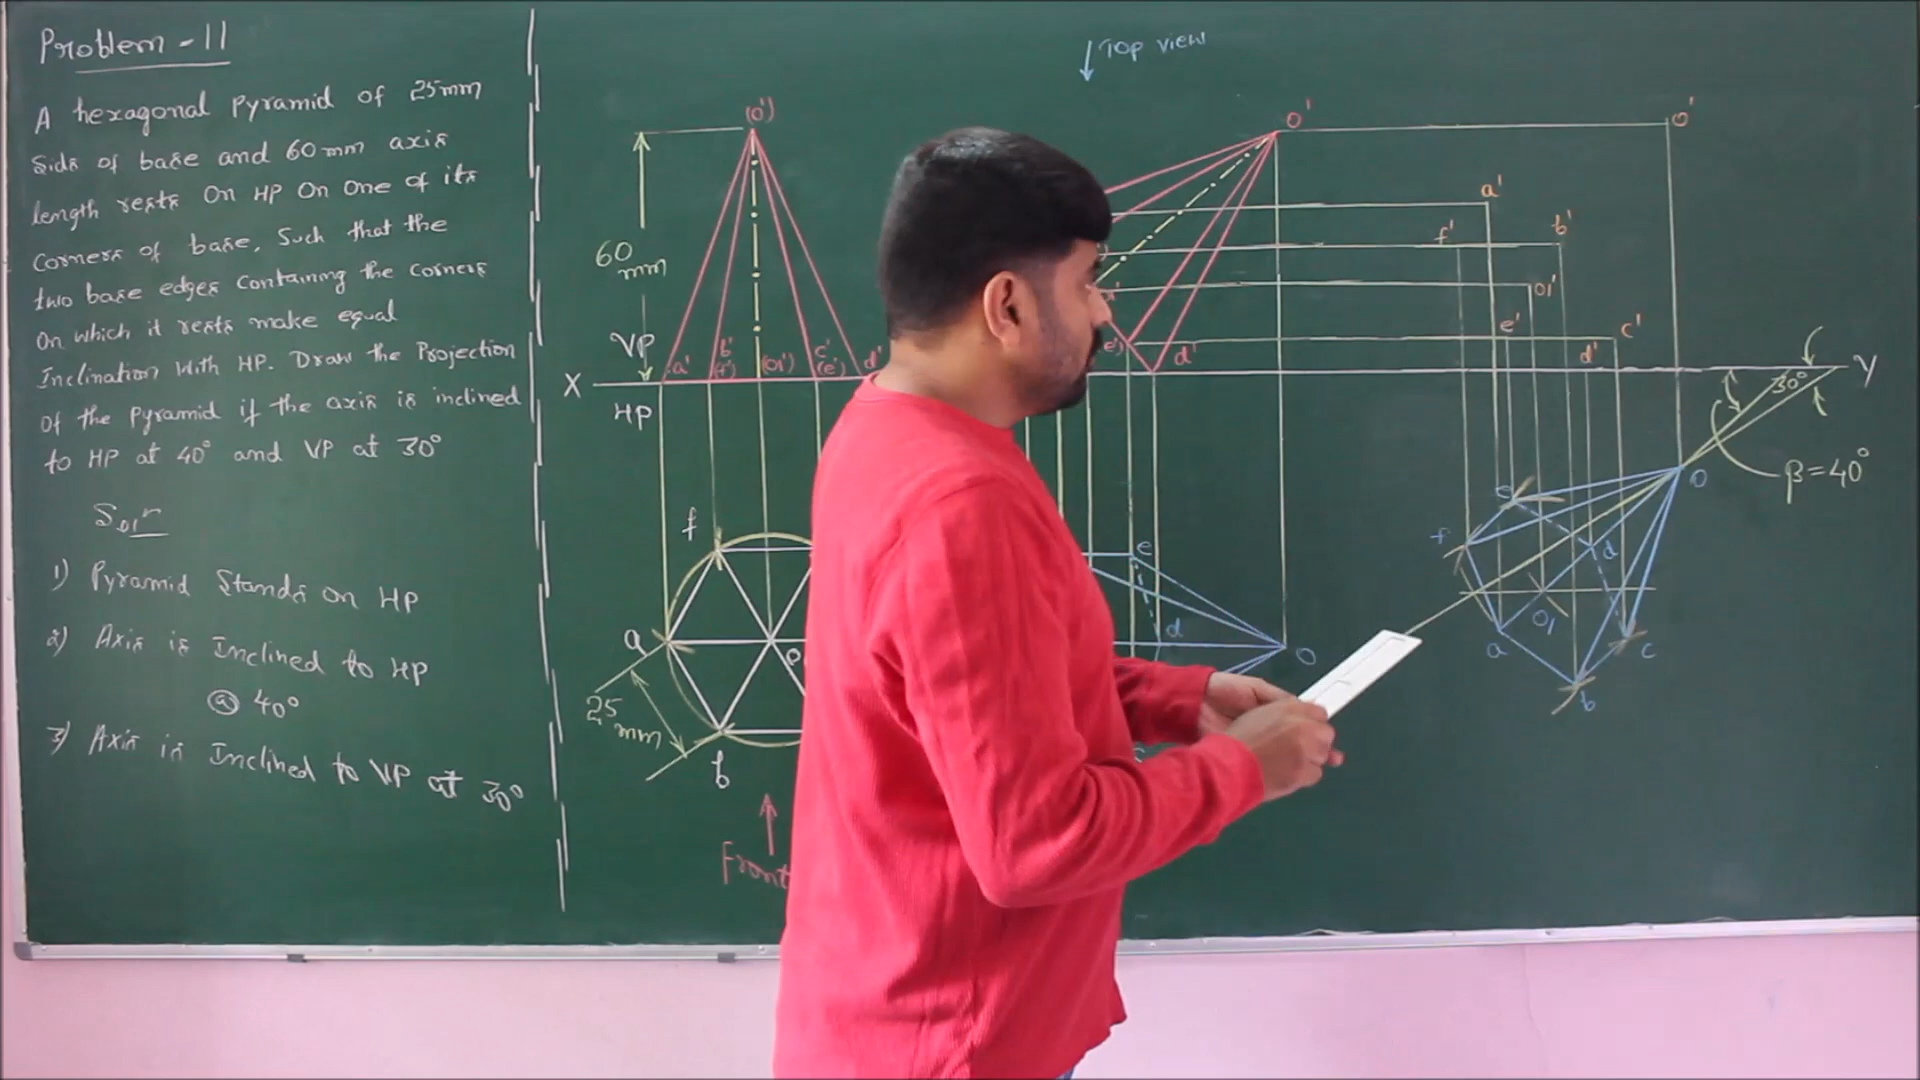 Problem - 11
A hexagonal Pyramid of 25mm
Side of base and 60mm axis
length rests On HP On One of its
Corners of base, Such that the
two base edges Containing the Corners
On which it rests make equal
Inclination With HP. Draw the Projection
Of the Pyramid if the axis is inclined
to HP at 40° and VP at 30°
Soln
1) Pyramid Stands on HP
2) Axis is Inclined to HP
@ 40°
3) Axis is Inclined to VP at 30°
↓ Top view
(o')
60 mm
VP
X
HP
a'
b'
(f')
(o1')
c'
(e')
d'
f
a
o
25 mm
b
↑
Front
o'
e')
d'
e
d
o
o'
a'
b'
f'
o1'
e'
c'
d'
Y
30°
β=40°
o
e
f
d
o1
a
c
b